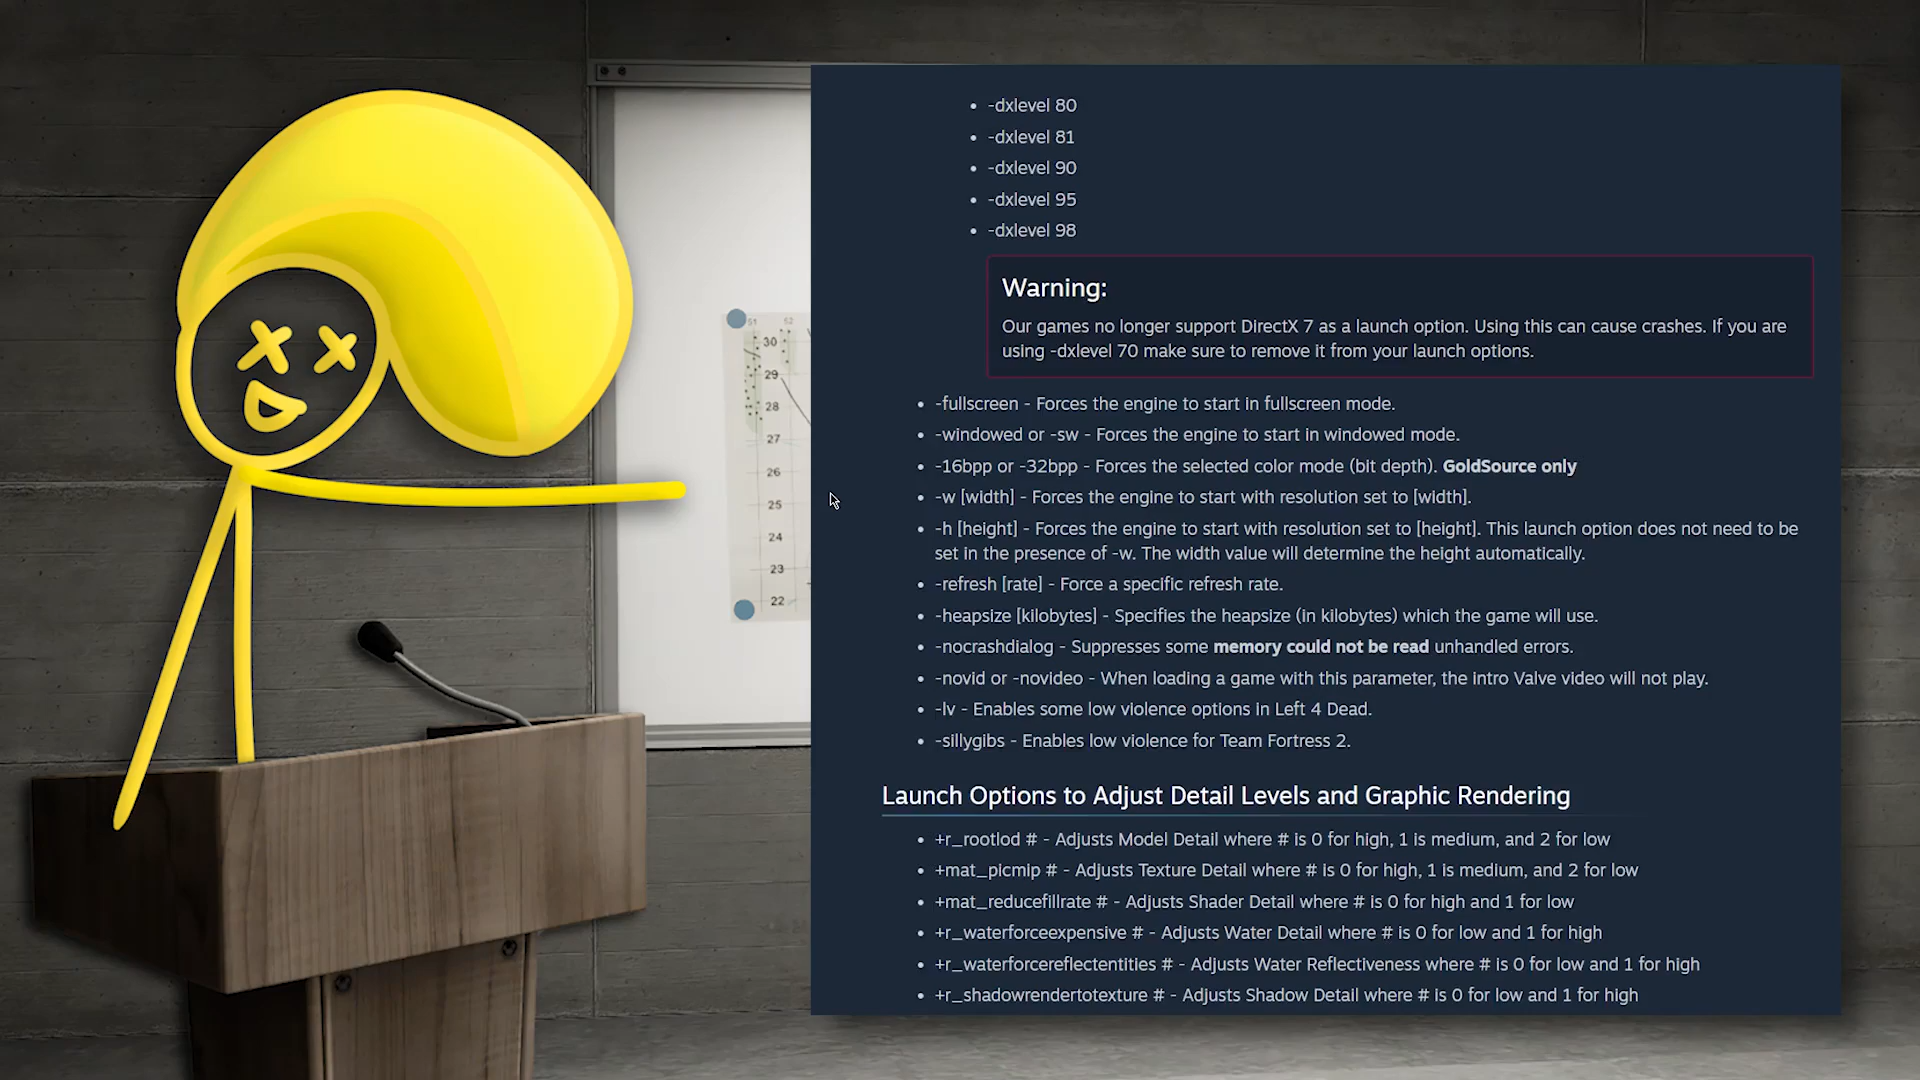 -dxlevel 80
-dxlevel 81
-dxlevel 90
-dxlevel 95
-dxlevel 98
Warning:
Our games no longer support DirectX 7 as a launch option. Using this can cause crashes. If you are
using -dxlevel 70 make sure to remove it from your launch options.
-fullscreen - Forces the engine to start in fullscreen mode.
-windowed or -sw - Forces the engine to start in windowed mode.
-16bpp or -32bpp - Forces the selected color mode (bit depth). GoldSource only
-w [width] - Forces the engine to start with resolution set to [width].
-h [height] - Forces the engine to start with resolution set to [height]. This launch option does not need to be
set in the presence of -w. The width value will determine the height automatically.
-refresh [rate] - Force a specific refresh rate.
-heapsize [kilobytes] - Specifies the heapsize (in kilobytes) which the game will use.
-nocrashdialog - Suppresses some memory could not be read unhandled errors.
-novid or -novideo - When loading a game with this parameter, the intro Valve video will not play.
-lv - Enables some low violence options in Left 4 Dead.
-sillygibs - Enables low violence for Team Fortress 2.
Launch Options to Adjust Detail Levels and Graphic Rendering
+r_rootlod # - Adjusts Model Detail where # is 0 for high, 1 is medium, and 2 for low
+mat_picmip # - Adjusts Texture Detail where # is 0 for high, 1 is medium, and 2 for low
+mat_reducefillrate # - Adjusts Shader Detail where # is 0 for high and 1 for low
+r_waterforceexpensive # - Adjusts Water Detail where # is 0 for low and 1 for high
+r_waterforcereflectentities # - Adjusts Water Reflectiveness where # is 0 for low and 1 for high
+r_shadowrendertotexture # - Adjusts Shadow Detail where # is 0 for low and 1 for high
51 52
30
29
28
27
26
25
24
23
22